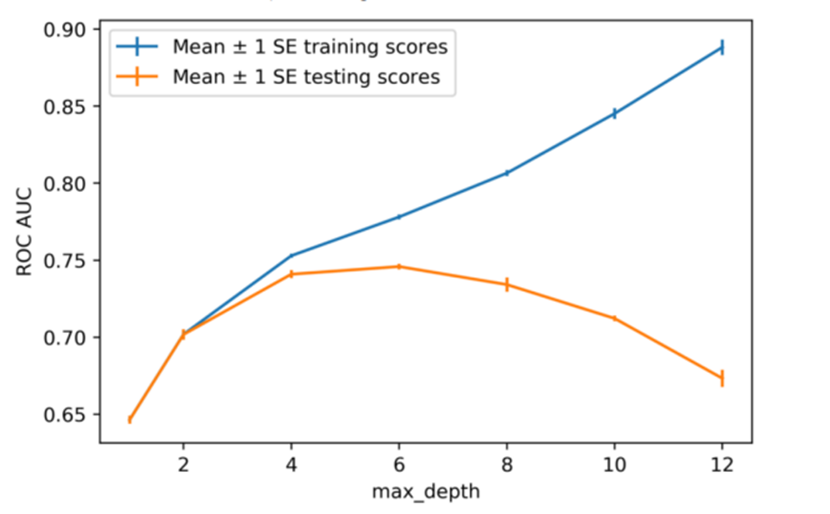 0.90
Mean ± 1 SE training scores
Mean ± 1 SE testing scores
0.85
0.80
ROC AUC
0.75
0.70
0.65
2 4 6 8 10 12
max_depth